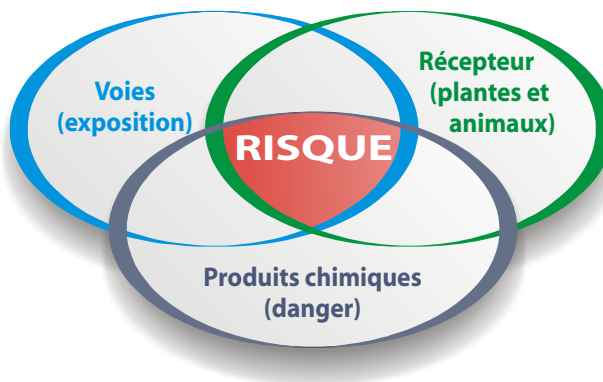 Voies
(exposition)
Récepteur
(plantes et
animaux)
RISQUE
Produits chimiques
(danger)